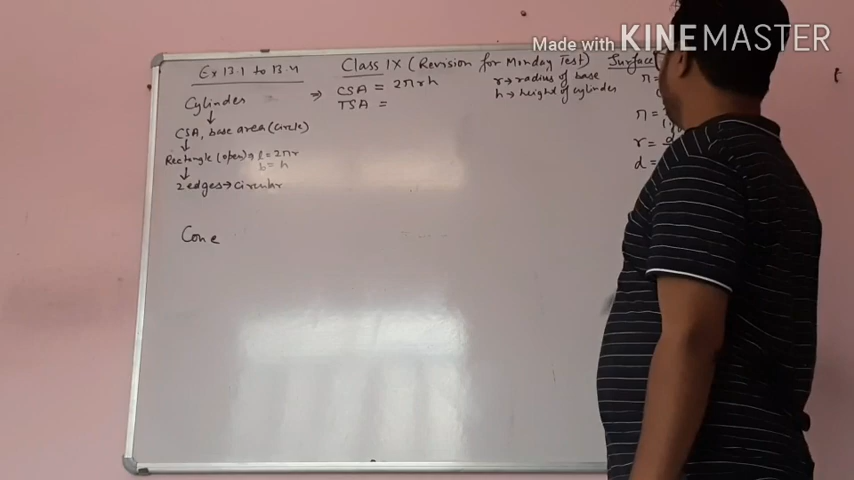 Made with KINEMASTER
Ex 13.1 to 13.4
Class IX (Revision for Monday Test)
Surface
Cylinder
↓
CSA, base area (circle)
↓
Rectangle (open) → l = 2πr
b = h
↓
2 edges → circular
Cone
⇒ CSA = 2πrh
TSA =
r → radius of base
h → height of cylinder
π =
π =
r =
d =